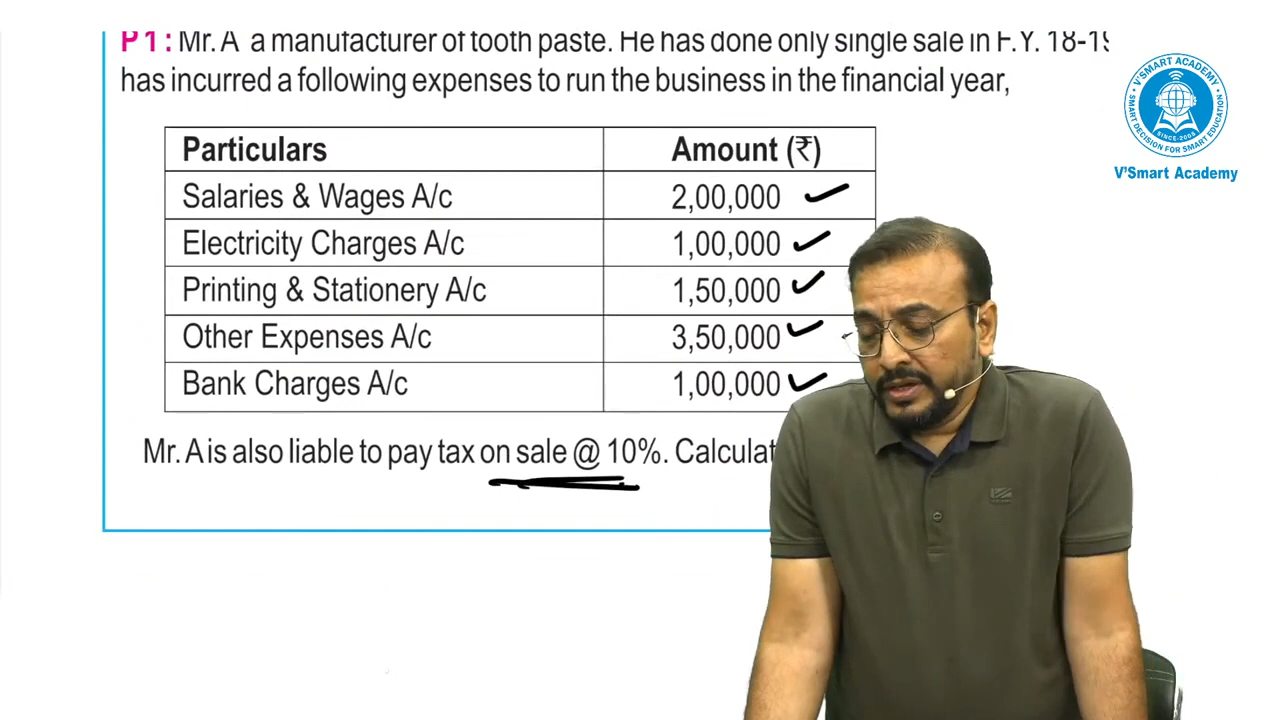 P 1 : Mr. A a manufacturer of tooth paste. He has done only single sale in F.Y. 18-19
has incurred a following expenses to run the business in the financial year,
Particulars Amount (₹)
Salaries & Wages A/c 2,00,000
Electricity Charges A/c 1,00,000
Printing & Stationery A/c 1,50,000
Other Expenses A/c 3,50,000
Bank Charges A/c 1,00,000
Mr. A is also liable to pay tax on sale @ 10%. Calculat
V'SMART ACADEMY
SMART DECISION FOR SMART EDUCATION
SINCE-2008
V'Smart Academy